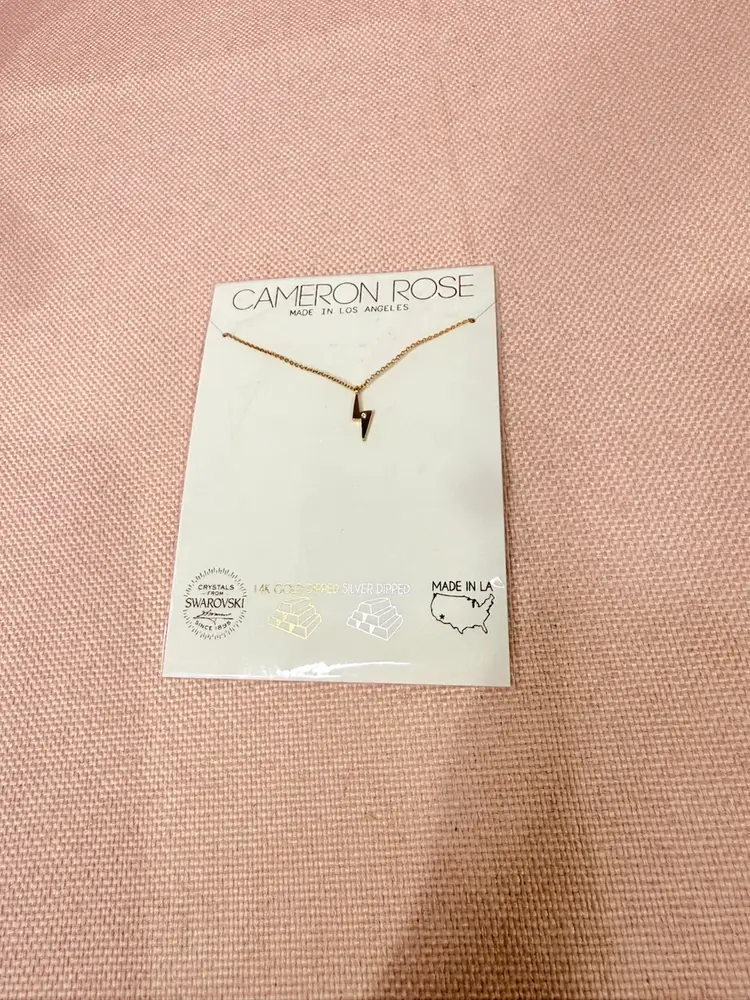 CAMERON ROSE
MADE IN LOS ANGELES
CRYSTALS
FROM
SWAROVSKI
SINCE 1895
14K GOLD DIPPED
SILVER DIPPED
MADE IN LA